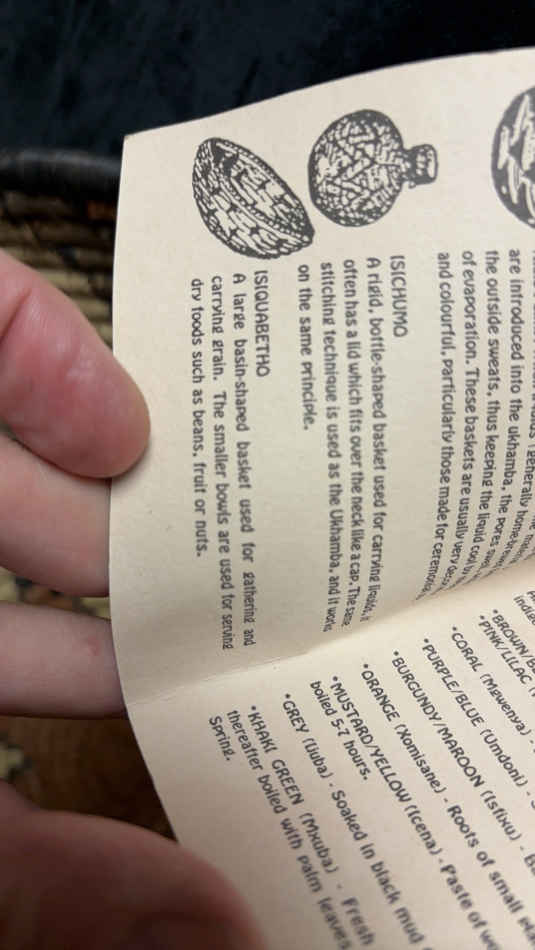 are introduced into the ukhamba, the pores
the outside sweats, thus keeping the liquid cool by
of evaporation. These baskets are usually very
and colourful, particularly those made for ceremonial
ISICHUMO
A rigid, bottle-shaped basket used for carrying liquids, it
often has a lid which fits over the neck like a cap. The same
stitching technique is used as the Ukhamba, and it works
on the same principle.
ISIQUABETHO
A large basin-shaped basket used for gathering and
carrying grain. The smaller bowls are used for serving
dry foods such as beans, fruit or nuts.
•BROWN/
•PINK/LILAC
•CORAL (Mgwenya) -
•PURPLE/BLUE (Umdoni) -
•BURGUNDY/MAROON (Isfixu) -
•ORANGE (Xomisane) - Roots of small
•MUSTARD/YELLOW (Icena) - Paste of
boiled 5-7 hours.
•GREY (Uuba) - Soaked in black mud
•KHAKI GREEN (Mxuba) - Fresh
thereafter boiled with palm
Spring.